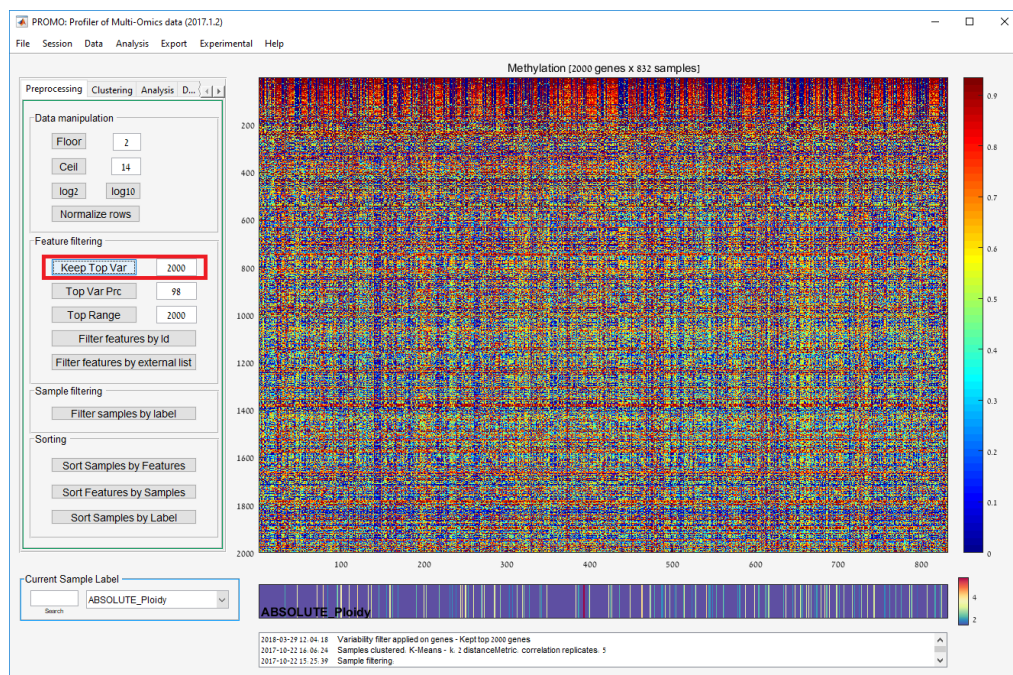 PROMO: Profiler of Multi-Omics data (2017.1.2)
File Session Data Analysis Export Experimental Help
Preprocessing Clustering Analysis D...
Data manipulation
Floor 2
Ceil 14
log2 log10
Normalize rows
Feature filtering
Keep Top Var 2000
Top Var Prc 98
Top Range 2000
Filter features by Id
Filter features by external list
Sample filtering
Filter samples by label
Sorting
Sort Samples by Features
Sort Features by Samples
Sort Samples by Label
Methylation [2000 genes x 832 samples]
200
400
600
800
1000
1200
1400
1600
1800
2000
100 200 300 400 500 600 700 800
0.9
0.8
0.7
0.6
0.5
0.4
0.3
0.2
0.1
0
Current Sample Label
Search
ABSOLUTE_Ploidy
ABSOLUTE_Ploidy
4
2
2018-03-29 12:04:18 Variability filter applied on genes - Kept top 2000 genes
2017-10-22 16:06:24 Samples clustered. K-Means - k: 2 distanceMetric: correlation replicates: 5
2017-10-22 15:25:39 Sample filtering: